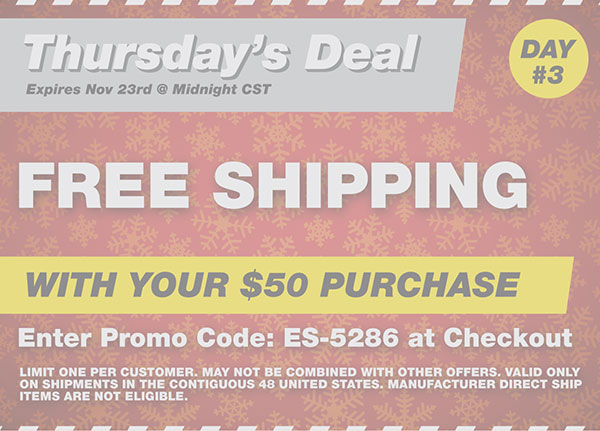 Thursday's Deal
Expires Nov 23rd @ Midnight CST
DAY
#3
FREE SHIPPING
WITH YOUR $50 PURCHASE
Enter Promo Code: ES-5286 at Checkout
LIMIT ONE PER CUSTOMER. MAY NOT BE COMBINED WITH OTHER OFFERS. VALID ONLY
ON SHIPMENTS IN THE CONTIGUOUS 48 UNITED STATES. MANUFACTURER DIRECT SHIP
ITEMS ARE NOT ELIGIBLE.